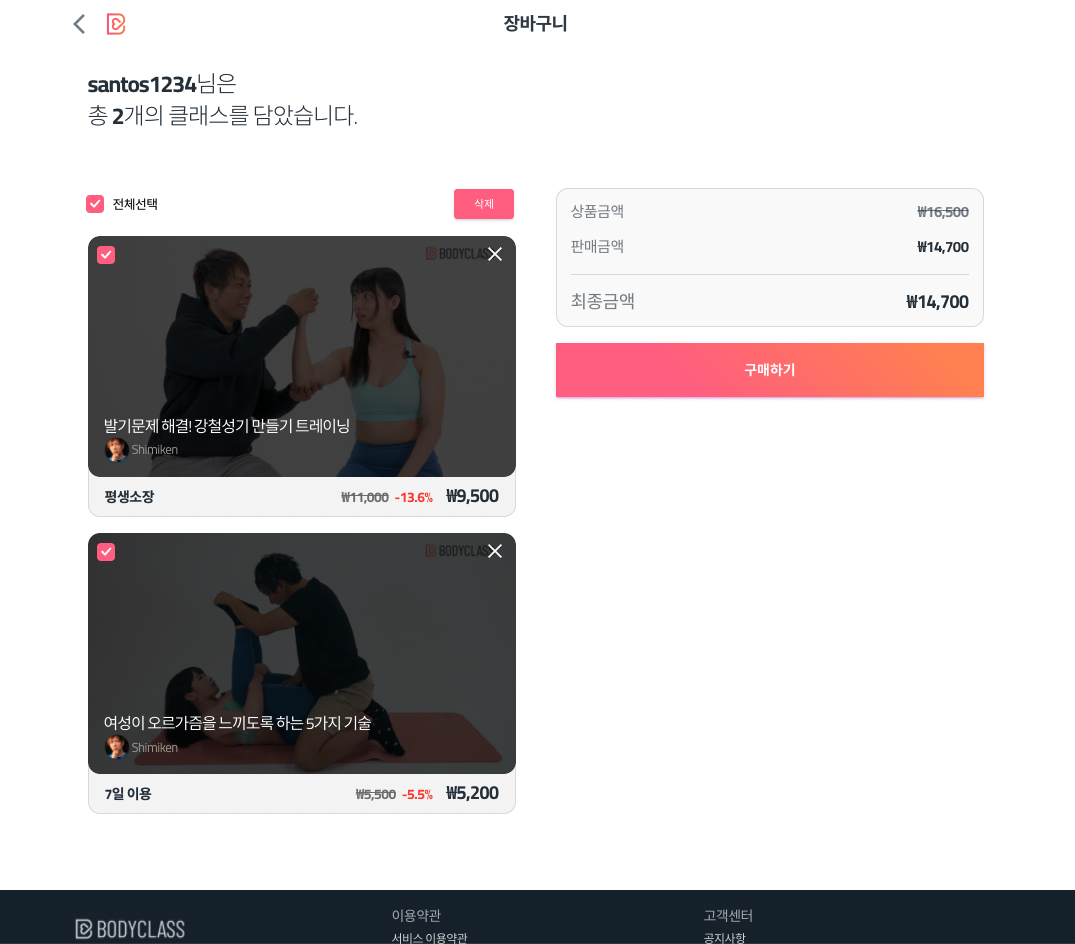 장바구니
santos1234님은
총 2개의 클래스를 담았습니다.
전체선택
삭제
BODYCLASS
발기문제 해결! 강철성기 만들기 트레이닝
Shimiken
평생소장
₩11,000 -13.6% ₩9,500
BODYCLASS
여성이 오르가즘을 느끼도록 하는 5가지 기술
Shimiken
7일 이용
₩5,500 -5.5% ₩5,200
상품금액 ₩16,500
판매금액 ₩14,700
최종금액 ₩14,700
구매하기
BODYCLASS
이용약관
서비스 이용약관
고객센터
공지사항